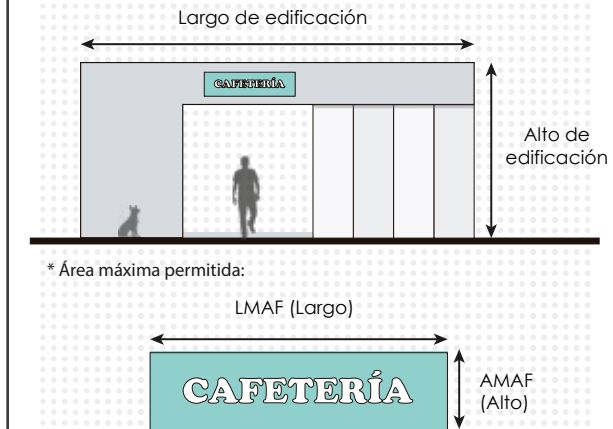 Largo de edificación
CAFETERÍA
Alto de
edificación
* Área máxima permitida:
LMAF (Largo)
CAFETERÍA
AMAF
(Alto)